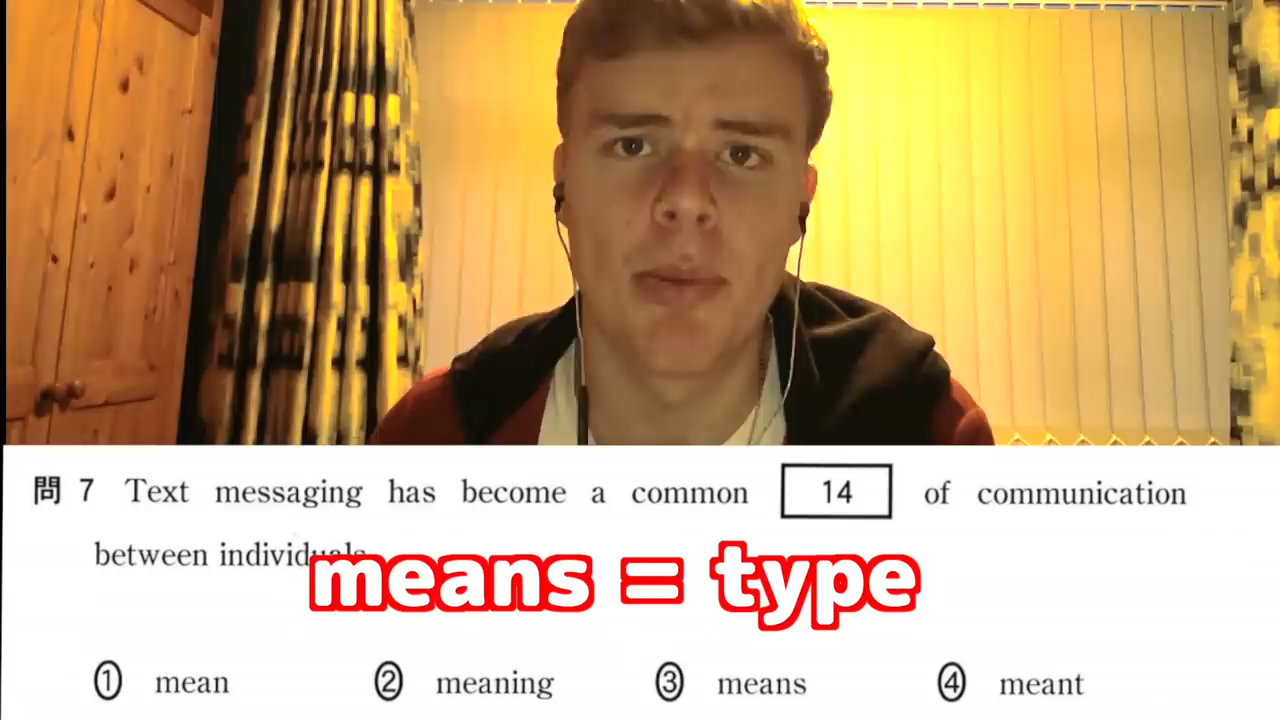 問 7 Text messaging has become a common 14 of communication
between individuals
means = type
① mean ② meaning ③ means ④ meant